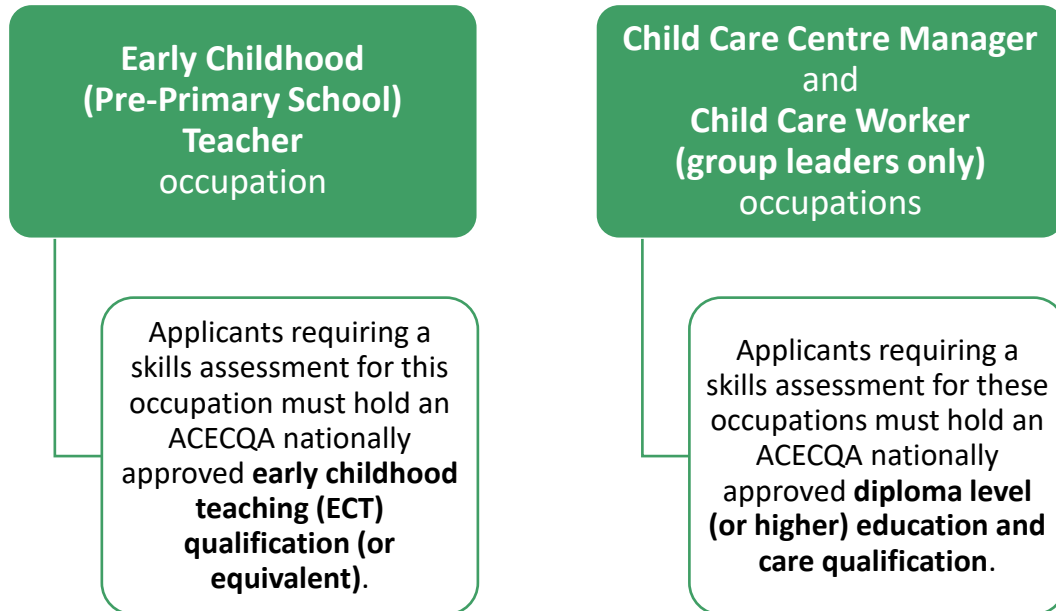 Early Childhood
(Pre-Primary School)
Teacher
occupation
Applicants requiring a
skills assessment for this
occupation must hold an
ACECQA nationally
approved early childhood
teaching (ECT)
qualification (or
equivalent).
Child Care Centre Manager
and
Child Care Worker
(group leaders only)
occupations
Applicants requiring a
skills assessment for these
occupations must hold an
ACECQA nationally
approved diploma level
(or higher) education and
care qualification.